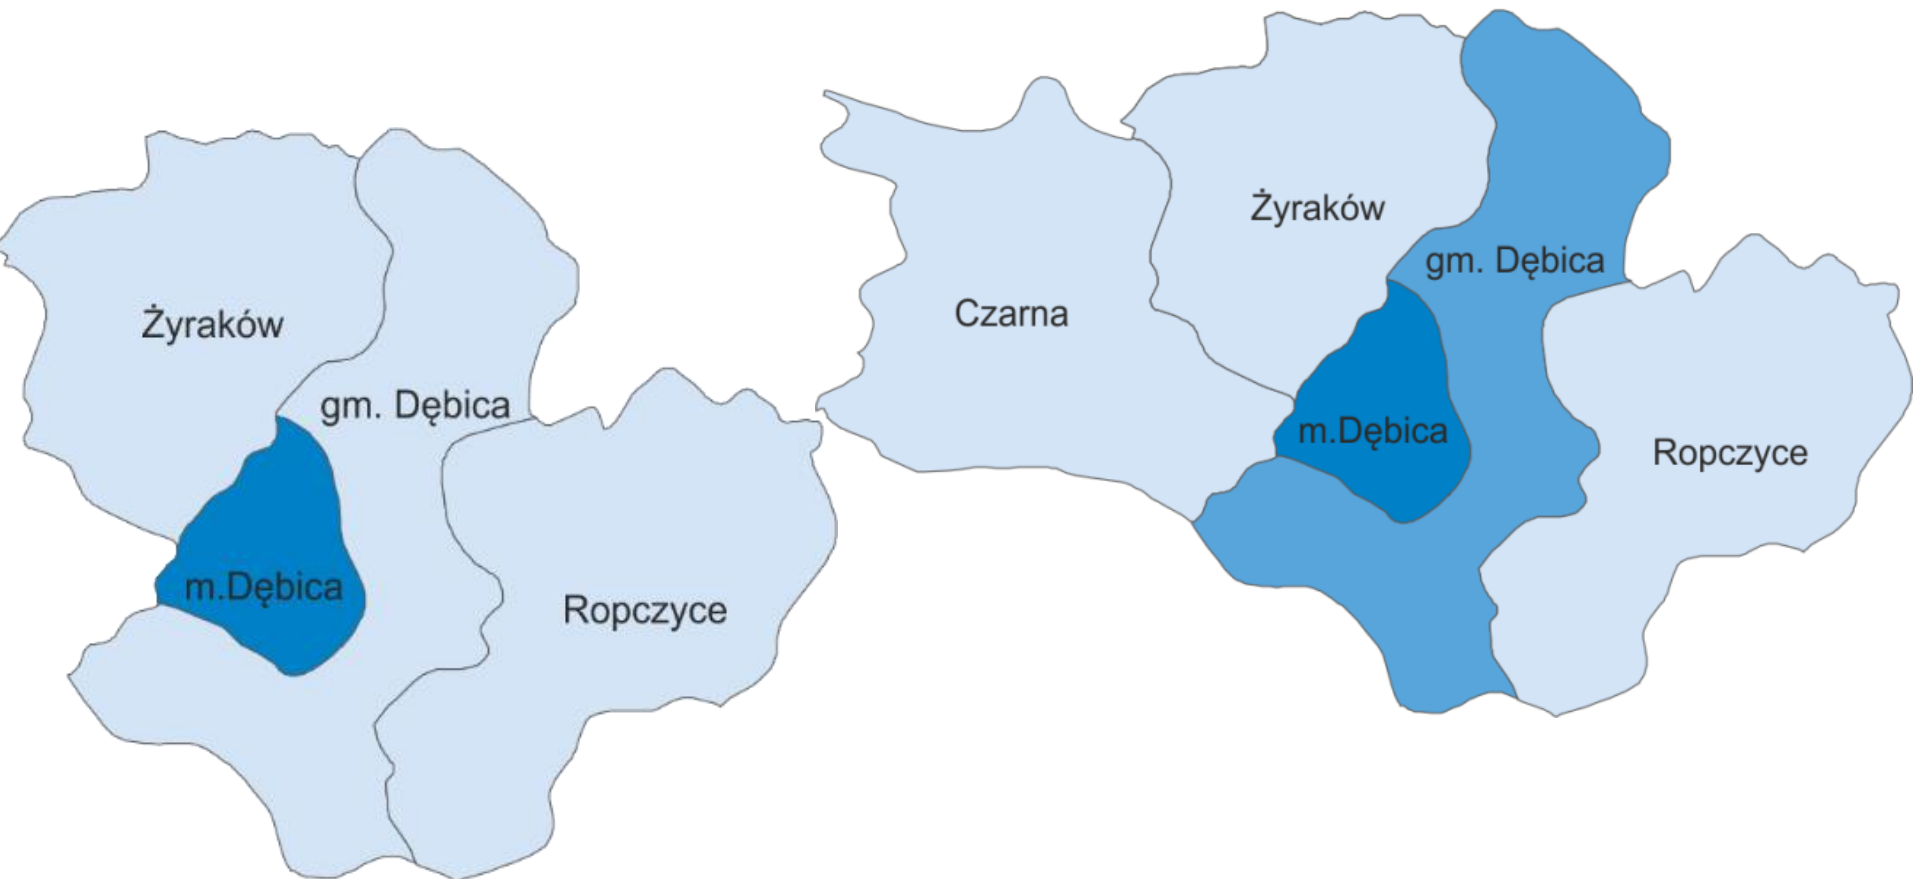 Żyraków
gm. Dębica
m.Dębica
Ropczyce
Żyraków
gm. Dębica
Czarna
m.Dębica
Ropczyce